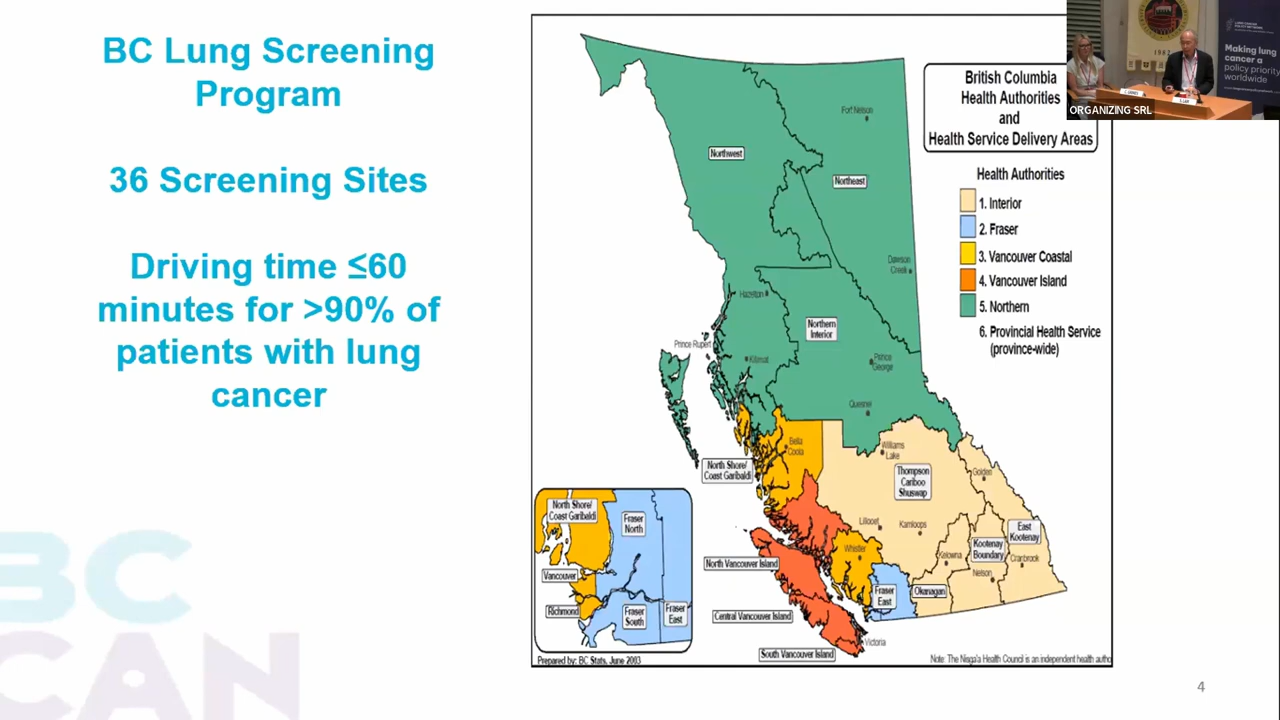 BC Lung Screening
Program
36 Screening Sites
Driving time ≤60
minutes for >90% of
patients with lung
cancer
British Columbia
Health Authorities
and
Health Service Delivery Areas
Health Authorities
1. Interior
2. Fraser
3. Vancouver Coastal
4. Vancouver Island
5. Northern
6. Provincial Health Service
(province-wide)
Fort Nelson
Northwest
Northeast
Dawson
Creek
Hazelton
Northern
Interior
Prince Rupert
Kitimat
Prince
George
Quesnel
Bella
Coola
Williams
Lake
North Shore/
Coast Garibaldi
Thompson
Cariboo
Shuswap
Golden
Lillooet
Kamloops
East
Kootenay
Kootenay
Boundary
Whistler
Kelowna
Cranbrook
Nelson
North Vancouver Island
Fraser
East
Okanagan
Central Vancouver Island
Victoria
South Vancouver Island
North Shore/
Coast Garibaldi
Fraser
North
Vancouver
Richmond
Fraser
South
Fraser
East
Prepared by: BC Stats, June 2003
Note: The Nisga'a Health Council is an independent health autho
BC
CAN
4
1982
Making lung
cancer a
policy priority
worldwide
ORGANIZING SRL